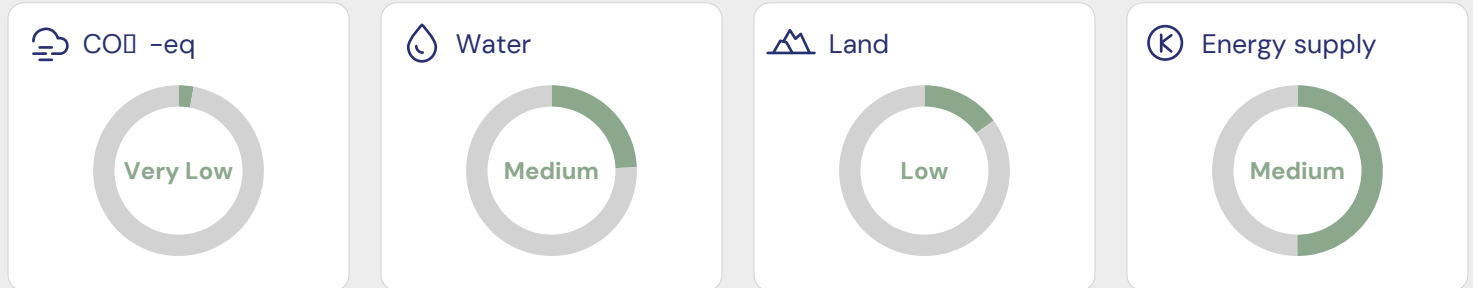 CO▯ -eq
Water
Land
Energy supply
Very Low
Medium
Low
Medium